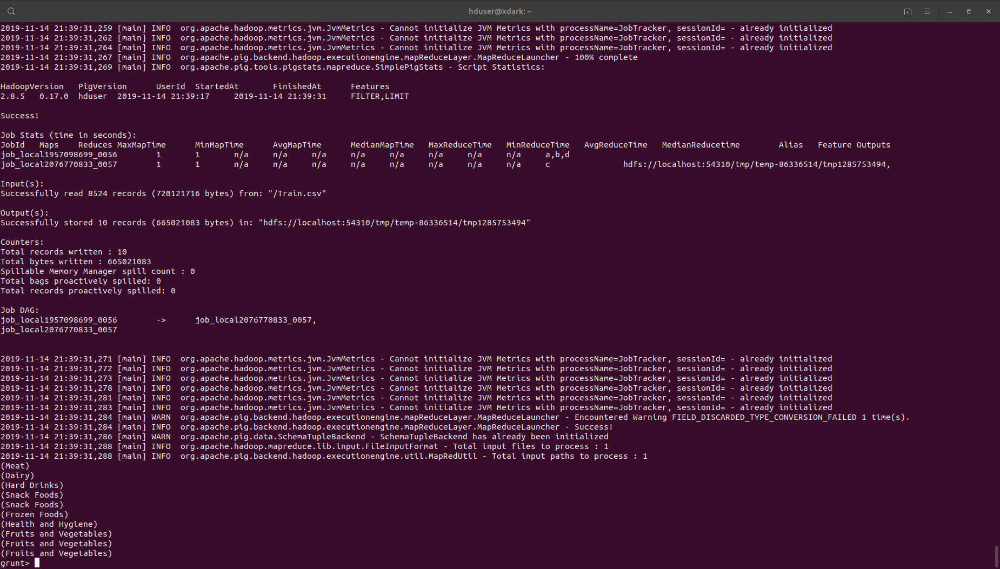 hduser@xdark: ~
2019-11-14 21:39:31,259 [main] INFO  org.apache.hadoop.metrics.jvm.JvmMetrics - Cannot initialize JVM Metrics with processName=JobTracker, sessionId= - already initialized
2019-11-14 21:39:31,262 [main] INFO  org.apache.hadoop.metrics.jvm.JvmMetrics - Cannot initialize JVM Metrics with processName=JobTracker, sessionId= - already initialized
2019-11-14 21:39:31,264 [main] INFO  org.apache.hadoop.metrics.jvm.JvmMetrics - Cannot initialize JVM Metrics with processName=JobTracker, sessionId= - already initialized
2019-11-14 21:39:31,267 [main] INFO  org.apache.pig.backend.hadoop.executionengine.mapReduceLayer.MapReduceLauncher - 100% complete
2019-11-14 21:39:31,269 [main] INFO  org.apache.pig.tools.pigstats.mapreduce.SimplePigStats - Script Statistics:
HadoopVersion   PigVersion      UserId  StartedAt       FinishedAt      Features
2.8.5   0.17.0  hduser  2019-11-14 21:39:17     2019-11-14 21:39:31     FILTER,LIMIT
Success!
Job Stats (time in seconds):
JobId   Maps    Reduces MaxMapTime      MinMapTime      AvgMapTime      MedianMapTime   MaxReduceTime   MinReduceTime   AvgReduceTime   MedianReducetime        Alias   Feature Outputs
job_local1957098699_0056        1       1       n/a     n/a     n/a     n/a     n/a     n/a     n/a     n/a     a,b,d
job_local2076770833_0057        1       1       n/a     n/a     n/a     n/a     n/a     n/a     n/a     n/a     c               hdfs://localhost:54310/tmp/temp-86336514/tmp1285753494,
Input(s):
Successfully read 8524 records (720121716 bytes) from: "/Train.csv"
Output(s):
Successfully stored 10 records (665021083 bytes) in: "hdfs://localhost:54310/tmp/temp-86336514/tmp1285753494"
Counters:
Total records written : 10
Total bytes written : 665021083
Spillable Memory Manager spill count : 0
Total bags proactively spilled: 0
Total records proactively spilled: 0
Job DAG:
job_local1957098699_0056        ->      job_local2076770833_0057,
job_local2076770833_0057
2019-11-14 21:39:31,271 [main] INFO  org.apache.hadoop.metrics.jvm.JvmMetrics - Cannot initialize JVM Metrics with processName=JobTracker, sessionId= - already initialized
2019-11-14 21:39:31,272 [main] INFO  org.apache.hadoop.metrics.jvm.JvmMetrics - Cannot initialize JVM Metrics with processName=JobTracker, sessionId= - already initialized
2019-11-14 21:39:31,273 [main] INFO  org.apache.hadoop.metrics.jvm.JvmMetrics - Cannot initialize JVM Metrics with processName=JobTracker, sessionId= - already initialized
2019-11-14 21:39:31,278 [main] INFO  org.apache.hadoop.metrics.jvm.JvmMetrics - Cannot initialize JVM Metrics with processName=JobTracker, sessionId= - already initialized
2019-11-14 21:39:31,281 [main] INFO  org.apache.hadoop.metrics.jvm.JvmMetrics - Cannot initialize JVM Metrics with processName=JobTracker, sessionId= - already initialized
2019-11-14 21:39:31,283 [main] INFO  org.apache.hadoop.metrics.jvm.JvmMetrics - Cannot initialize JVM Metrics with processName=JobTracker, sessionId= - already initialized
2019-11-14 21:39:31,284 [main] WARN  org.apache.pig.backend.hadoop.executionengine.mapReduceLayer.MapReduceLauncher - Encountered Warning FIELD_DISCARDED_TYPE_CONVERSION_FAILED 1 time(s).
2019-11-14 21:39:31,284 [main] INFO  org.apache.pig.backend.hadoop.executionengine.mapReduceLayer.MapReduceLauncher - Success!
2019-11-14 21:39:31,286 [main] WARN  org.apache.pig.data.SchemaTupleBackend - SchemaTupleBackend has already been initialized
2019-11-14 21:39:31,288 [main] INFO  org.apache.hadoop.mapreduce.lib.input.FileInputFormat - Total input files to process : 1
2019-11-14 21:39:31,288 [main] INFO  org.apache.pig.backend.hadoop.executionengine.util.MapRedUtil - Total input paths to process : 1
(Meat)
(Dairy)
(Hard Drinks)
(Snack Foods)
(Snack Foods)
(Frozen Foods)
(Health and Hygiene)
(Fruits and Vegetables)
(Fruits and Vegetables)
(Fruits and Vegetables)
grunt>